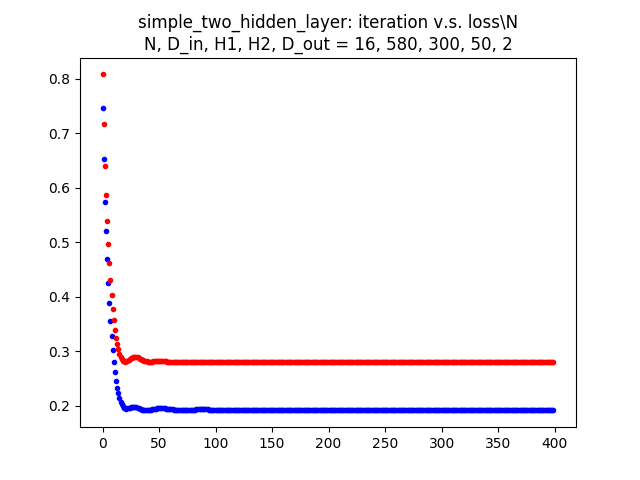 simple_two_hidden_layer: iteration v.s. loss\N
N, D_in, H1, H2, D_out = 16, 580, 300, 50, 2
0.8
0.7
0.6
0.5
0.4
0.3
0.2
0 50 100 150 200 250 300 350 400